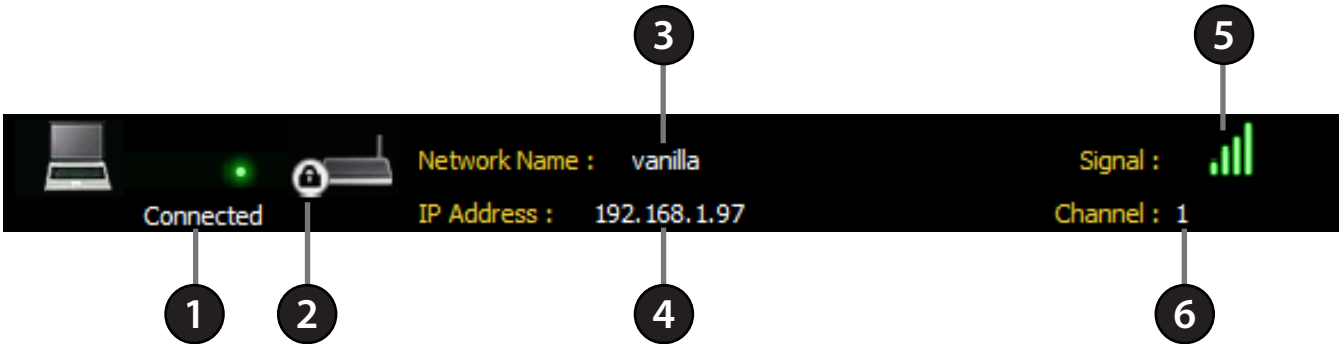 3 5
Network Name : vanilla Signal :
Connected IP Address : 192.168.1.97 Channel : 1
1 2 4 6